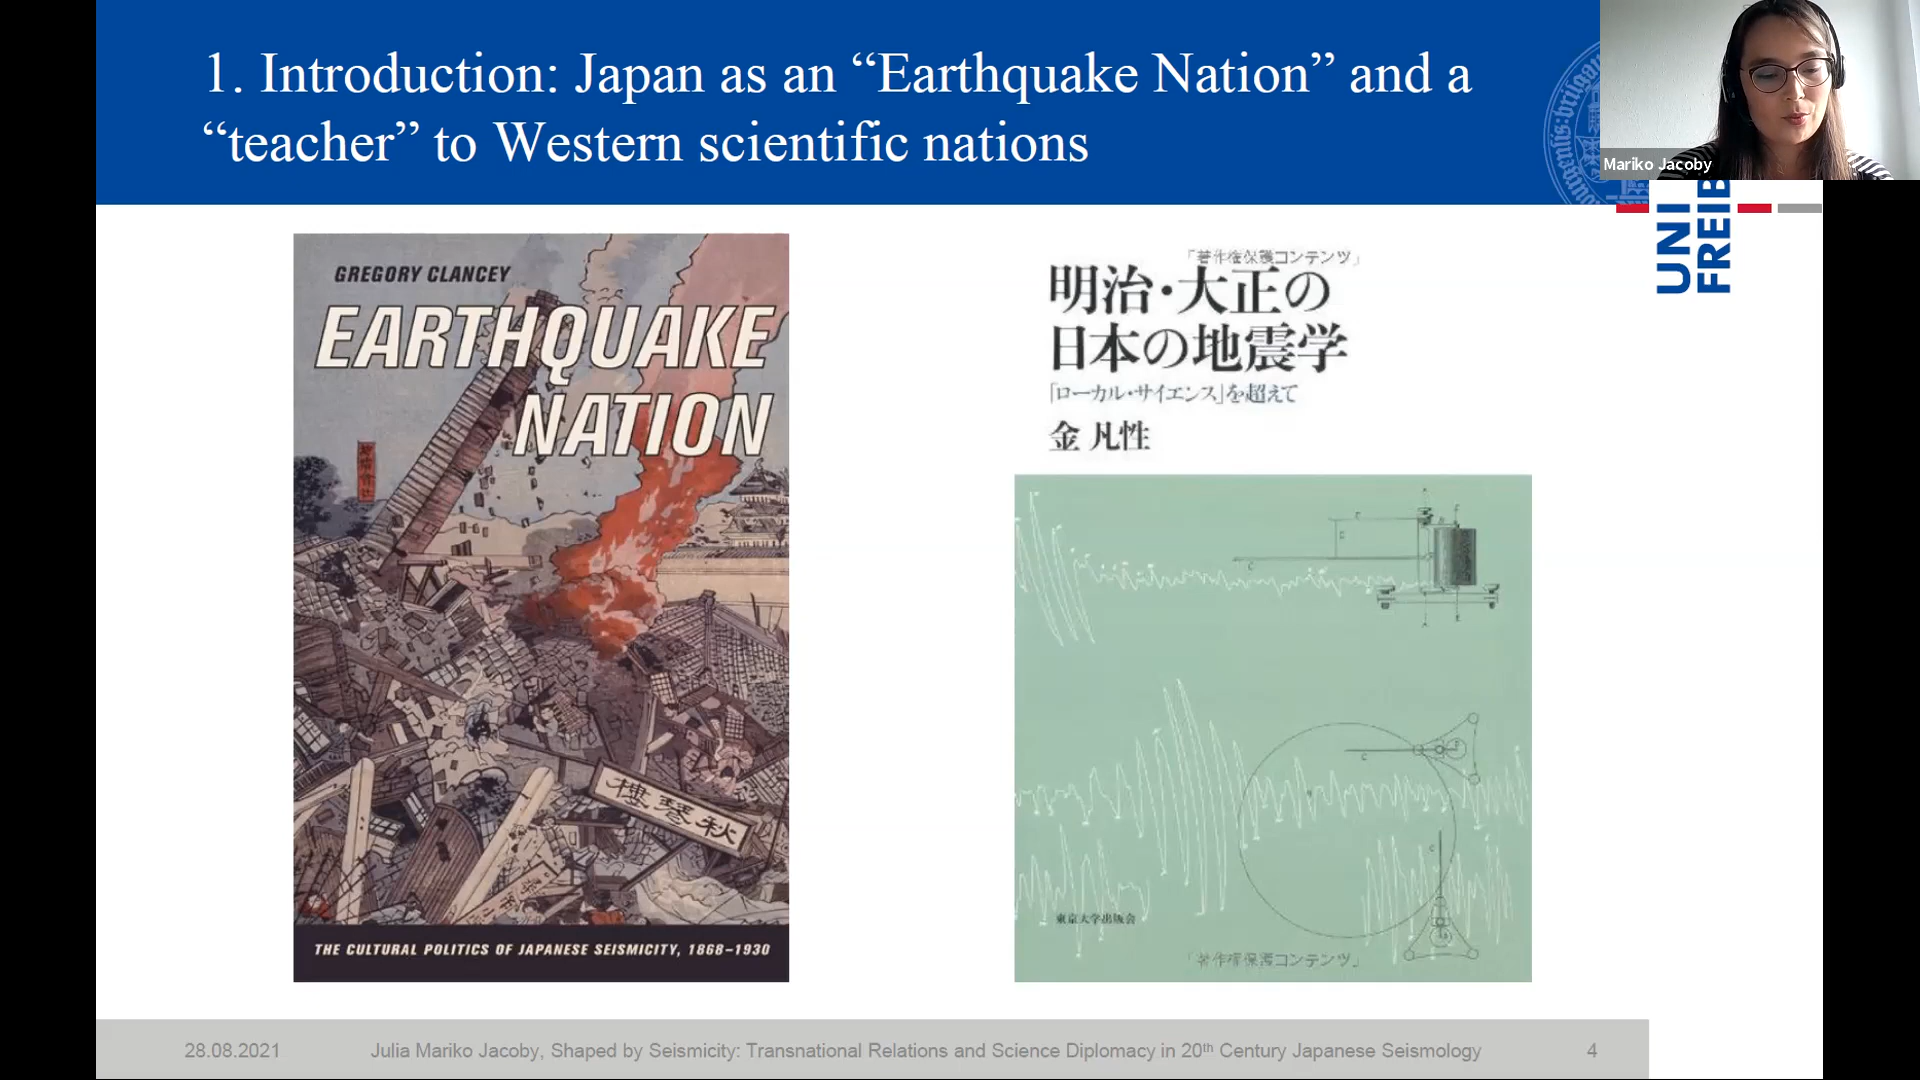 1. Introduction: Japan as an “Earthquake Nation” and a
“teacher” to Western scientific nations
Mariko Jacoby
UNI
FREIB
GREGORY CLANCEY
EARTHQUAKE
NATION
樓琴秋
THE CULTURAL POLITICS OF JAPANESE SEISMICITY, 1868–1930
「著作権保護コンテンツ」
明治・大正の
日本の地震学
「ローカル・サイエンス」を超えて
金 凡性
東京大学出版会
「著作権保護コンテンツ」
28.08.2021
Julia Mariko Jacoby, Shaped by Seismicity: Transnational Relations and Science Diplomacy in 20th Century Japanese Seismology
4